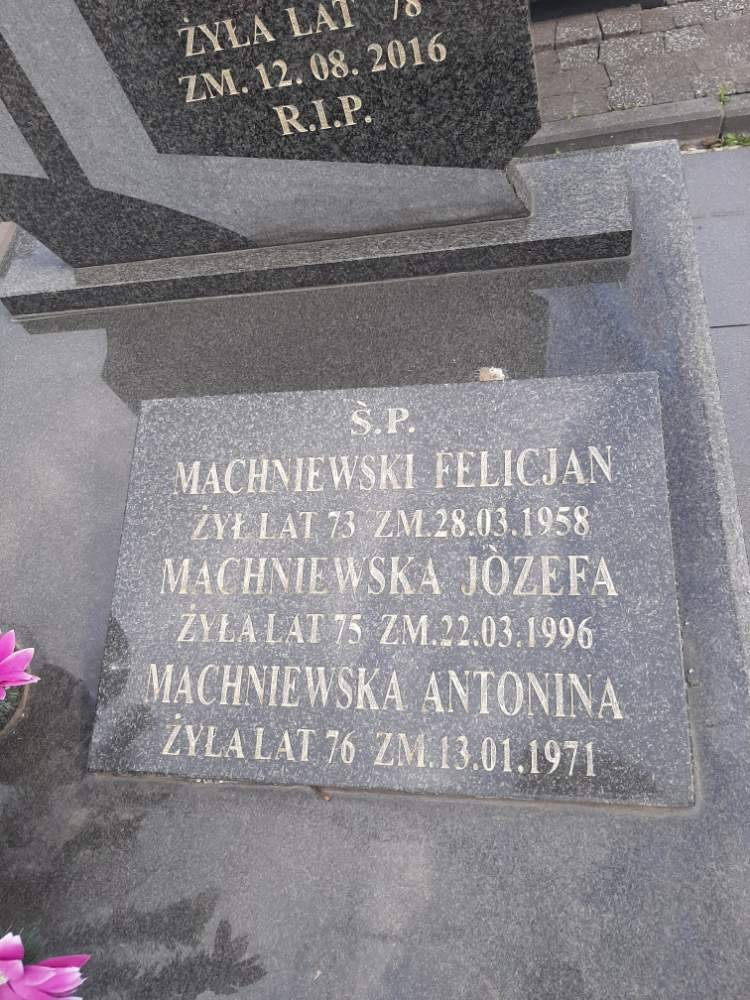 ŻYŁA LAT 78
ZM. 12.08.2016
R.I.P.
Ṡ.P.
MACHNIEWSKI FELICJAN
ŻYŁ LAT 73 ZM.28.03.1958
MACHNIEWSKA JÒZEFA
ŻYŁA LAT 75 ZM.22.03.1996
MACHNIEWSKA ANTONINA
ŻYŁA LAT 76 ZM.13.01.1971